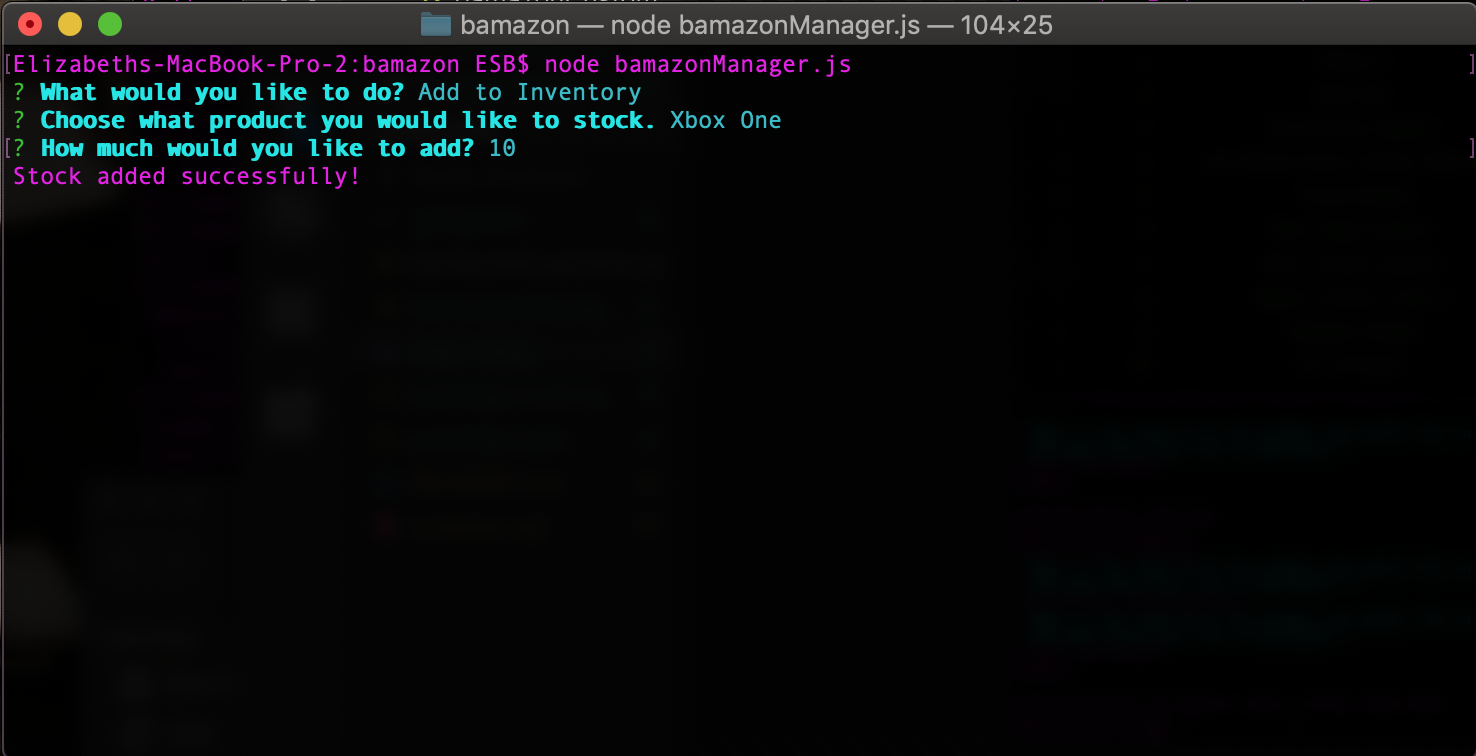 bamazon — node bamazonManager.js — 104×25
[Elizabeths-MacBook-Pro-2:bamazon ESB$ node bamazonManager.js ]
? What would you like to do? Add to Inventory
? Choose what product you would like to stock. Xbox One
[? How much would you like to add? 10 ]
Stock added successfully!